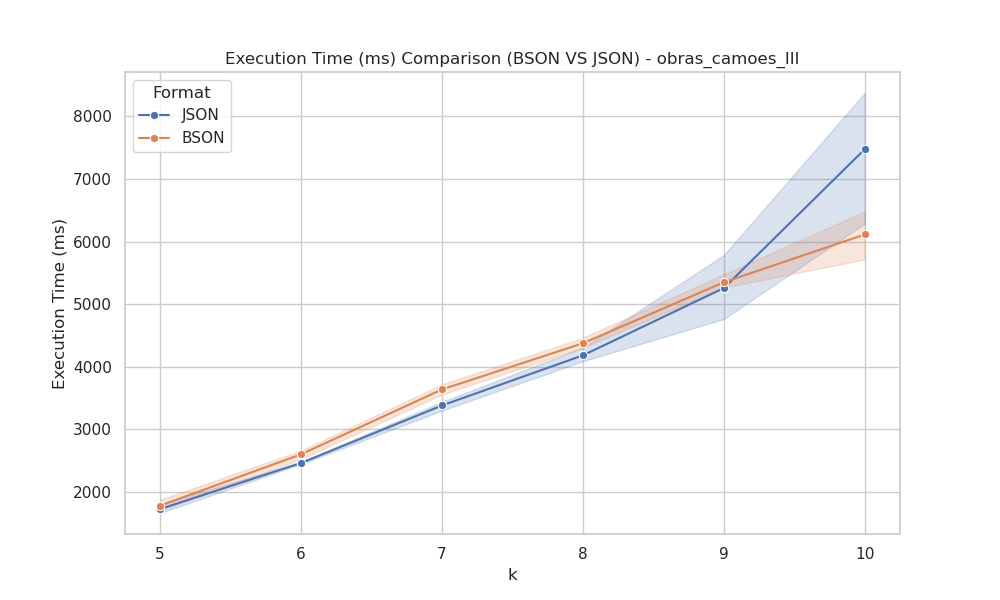 Execution Time (ms) Comparison (BSON VS JSON) - obras_camoes_III
Format
JSON
BSON
Execution Time (ms)
8000
7000
6000
5000
4000
3000
2000
5 6 7 8 9 10
k